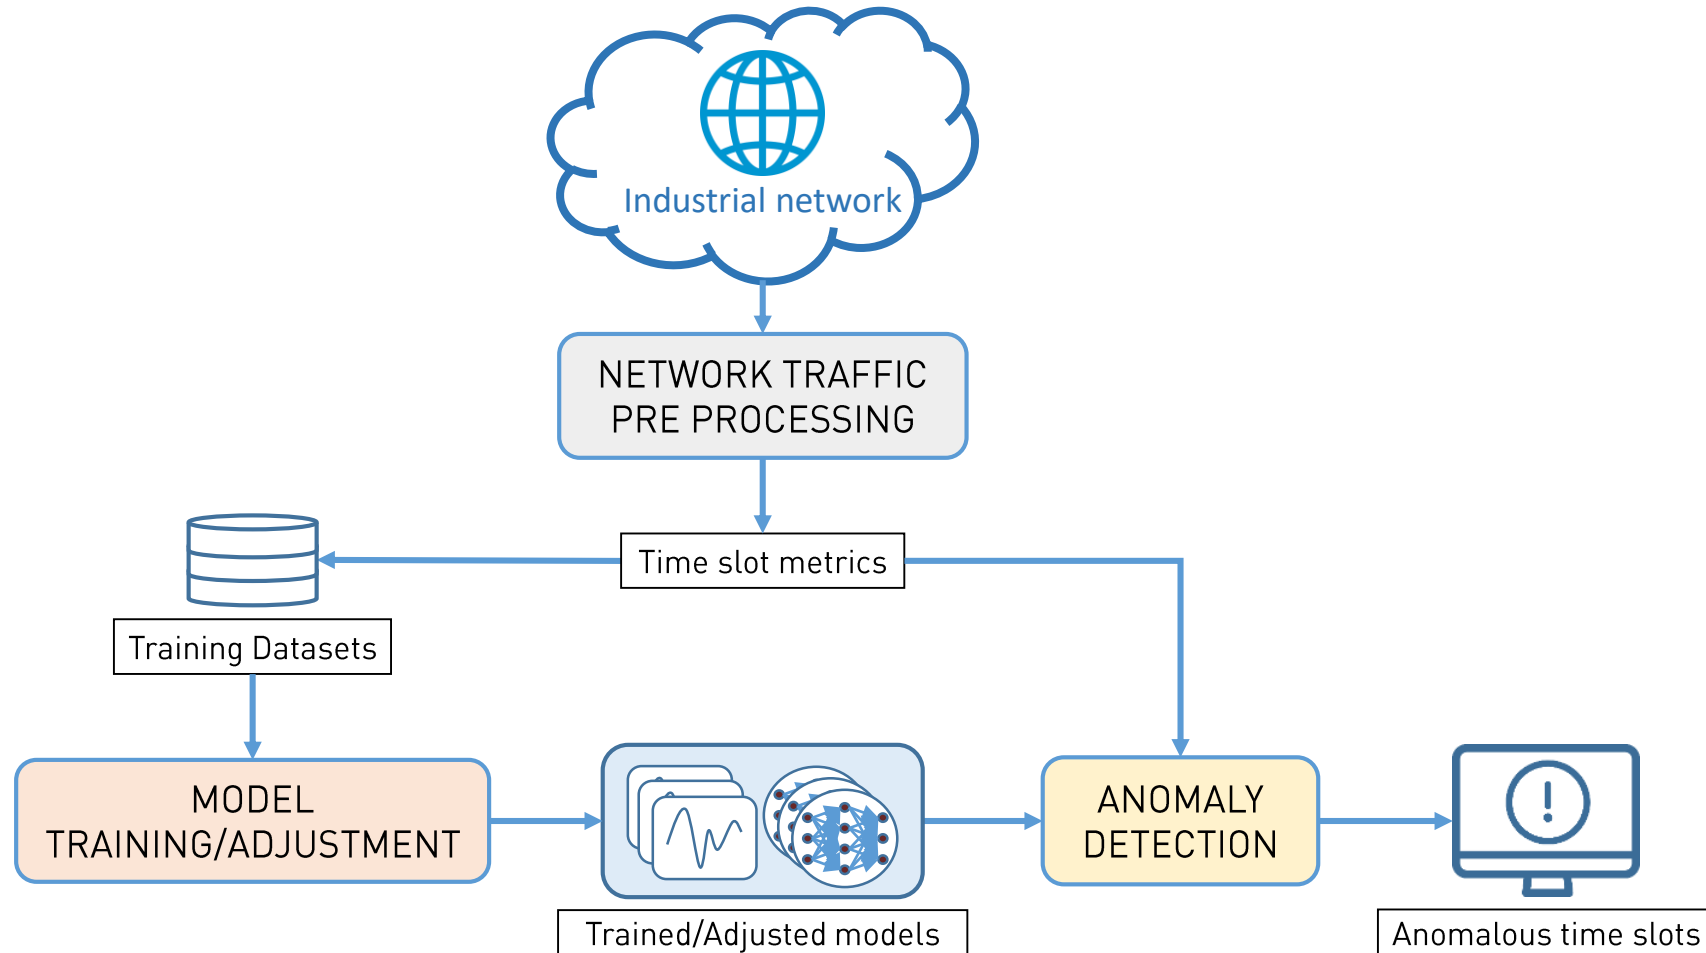 Industrial network
NETWORK TRAFFIC
PRE PROCESSING
Time slot metrics
Training Datasets
MODEL
TRAINING/ADJUSTMENT
ANOMALY
DETECTION
Trained/Adjusted models
Anomalous time slots